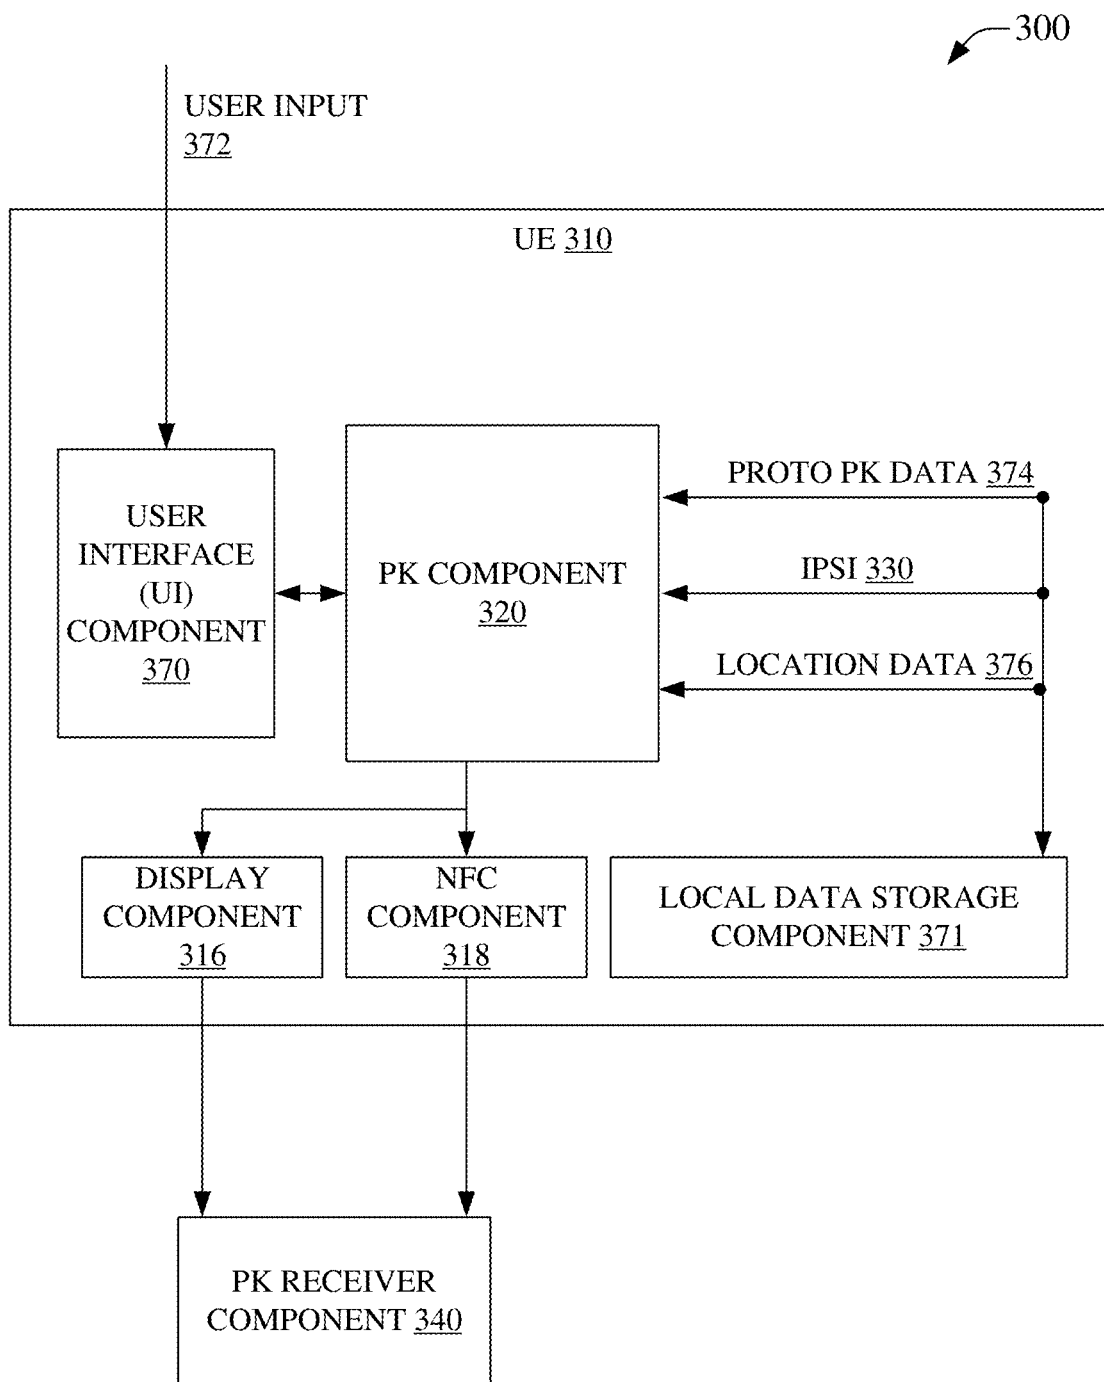 300
USER INPUT
372
UE 310
USER
INTERFACE
(UI)
COMPONENT
370
PK COMPONENT
320
PROTO PK DATA 374
IPSI 330
LOCATION DATA 376
DISPLAY
COMPONENT
316
NFC
COMPONENT
318
LOCAL DATA STORAGE
COMPONENT 371
PK RECEIVER
COMPONENT 340